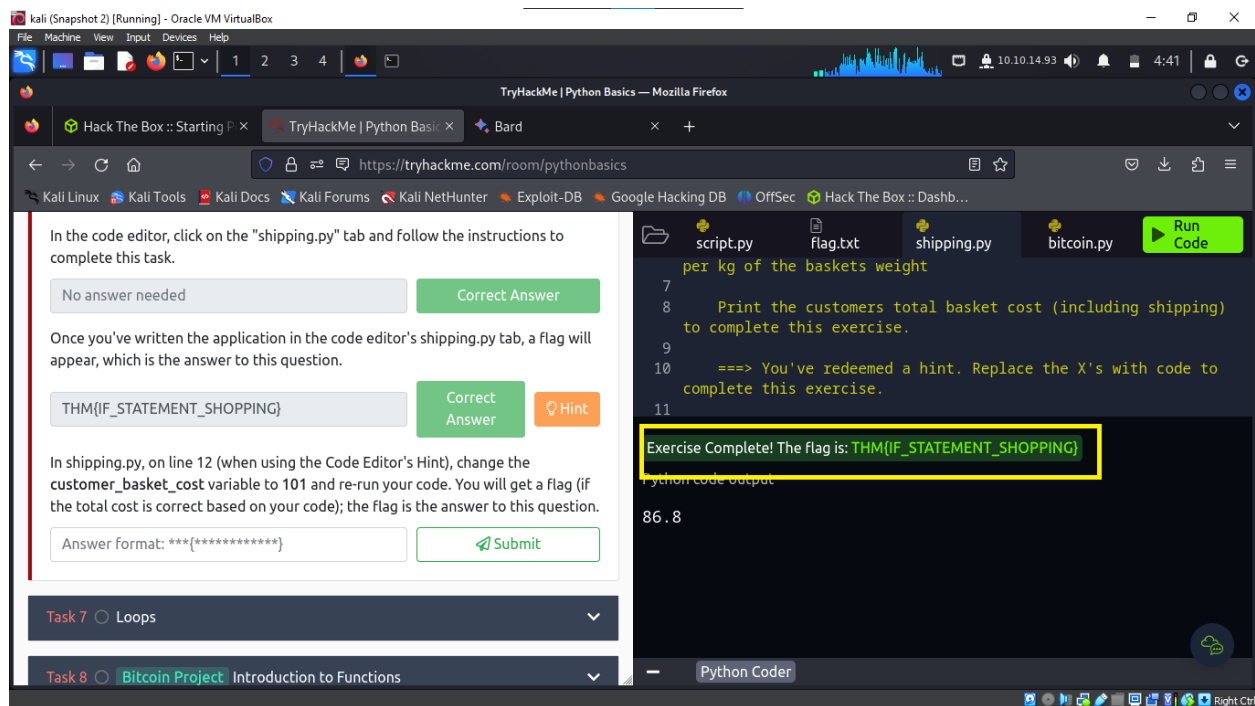 kali (Snapshot 2) [Running] - Oracle VM VirtualBox
File Machine View Input Devices Help
1 2 3 4
10.10.14.93
4:41
TryHackMe | Python Basics — Mozilla Firefox
Hack The Box :: Starting P
TryHackMe | Python Basic
Bard
https://tryhackme.com/room/pythonbasics
Kali Linux Kali Tools Kali Docs Kali Forums Kali NetHunter Exploit-DB Google Hacking DB OffSec Hack The Box :: Dashb...
In the code editor, click on the "shipping.py" tab and follow the instructions to
complete this task.
No answer needed
Correct Answer
Once you've written the application in the code editor's shipping.py tab, a flag will
appear, which is the answer to this question.
THM{IF_STATEMENT_SHOPPING}
Correct
Answer
Hint
In shipping.py, on line 12 (when using the Code Editor's Hint), change the
customer_basket_cost variable to 101 and re-run your code. You will get a flag (if
the total cost is correct based on your code); the flag is the answer to this question.
Answer format: ***{************}
Submit
Task 7 Loops
Task 8 Bitcoin Project Introduction to Functions
script.py
flag.txt
shipping.py
bitcoin.py
Run
Code
per kg of the baskets weight
7
8 Print the customers total basket cost (including shipping)
to complete this exercise.
9
10 ===> You've redeemed a hint. Replace the X's with code to
complete this exercise.
11
Exercise Complete! The flag is: THM{IF_STATEMENT_SHOPPING}
Python code output
86.8
Python Coder
Right Ctrl